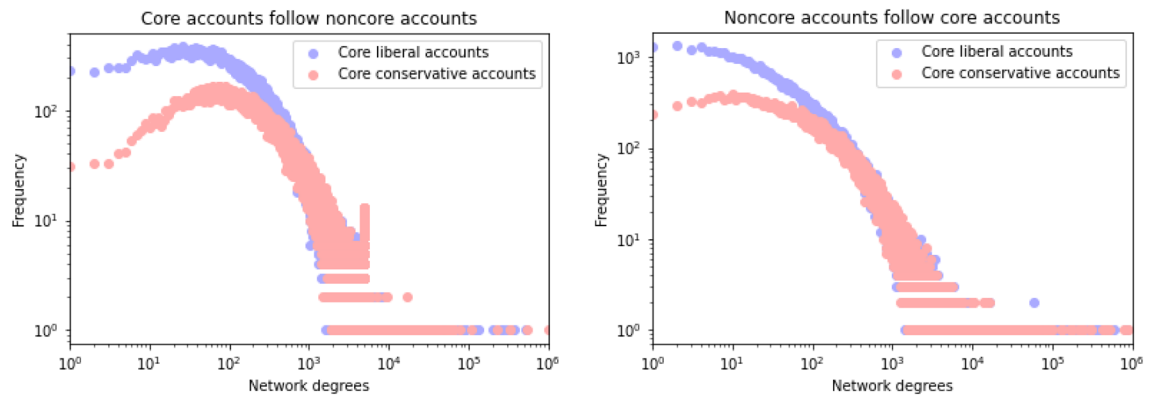 Core accounts follow noncore accounts
Core liberal accounts
Core conservative accounts
10²
10¹
10⁰
Frequency
10⁰ 10¹ 10² 10³ 10⁴ 10⁵ 10⁶
Network degrees
Noncore accounts follow core accounts
Core liberal accounts
Core conservative accounts
10³
10²
10¹
10⁰
Frequency
10⁰ 10¹ 10² 10³ 10⁴ 10⁵ 10⁶
Network degrees